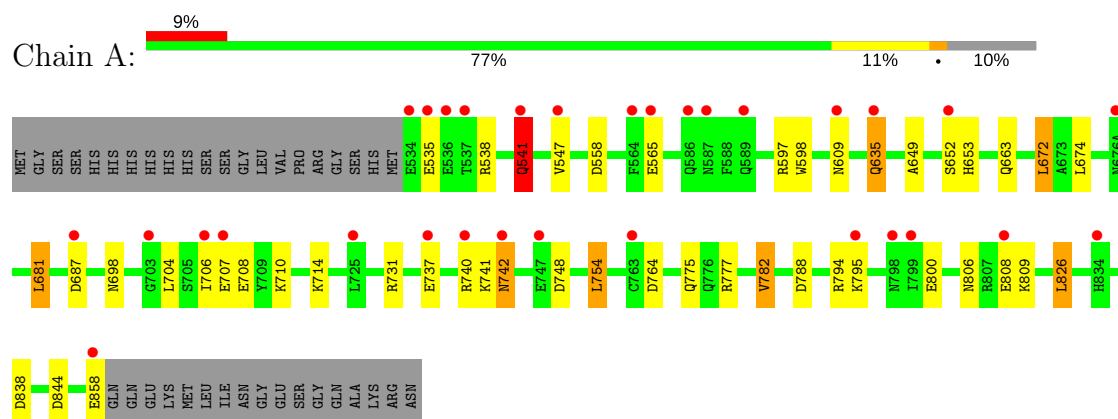 9%
Chain A:
77% 11% • 10%
MET GLY SER SER HIS HIS HIS HIS HIS HIS SER SER GLY LEU VAL PRO ARG GLY SER HIS MET E534 E535 E536 T537 R538 Q541 V547 D558 F564 E565 Q586 N587 F588 Q589 R597 W598 N609 Q635 A649 S652 H653 Q663 L672 A673 L674 N676A
L681 D687 N698 G703 L704 S705 I706 E707 E708 Y709 K710 K714 L725 R731 E737 R740 K741 N742 E747 D748 L754 C763 D764 Q775 Q776 R777 V782 D788 R794 K795 N798 I799 E800 N806 R807 E808 K809 L826 H834
D838 D844 E858 GLN GLN GLU LYS MET LEU ILE ASN GLY GLU SER GLY GLN ALA LYS ARG ASN